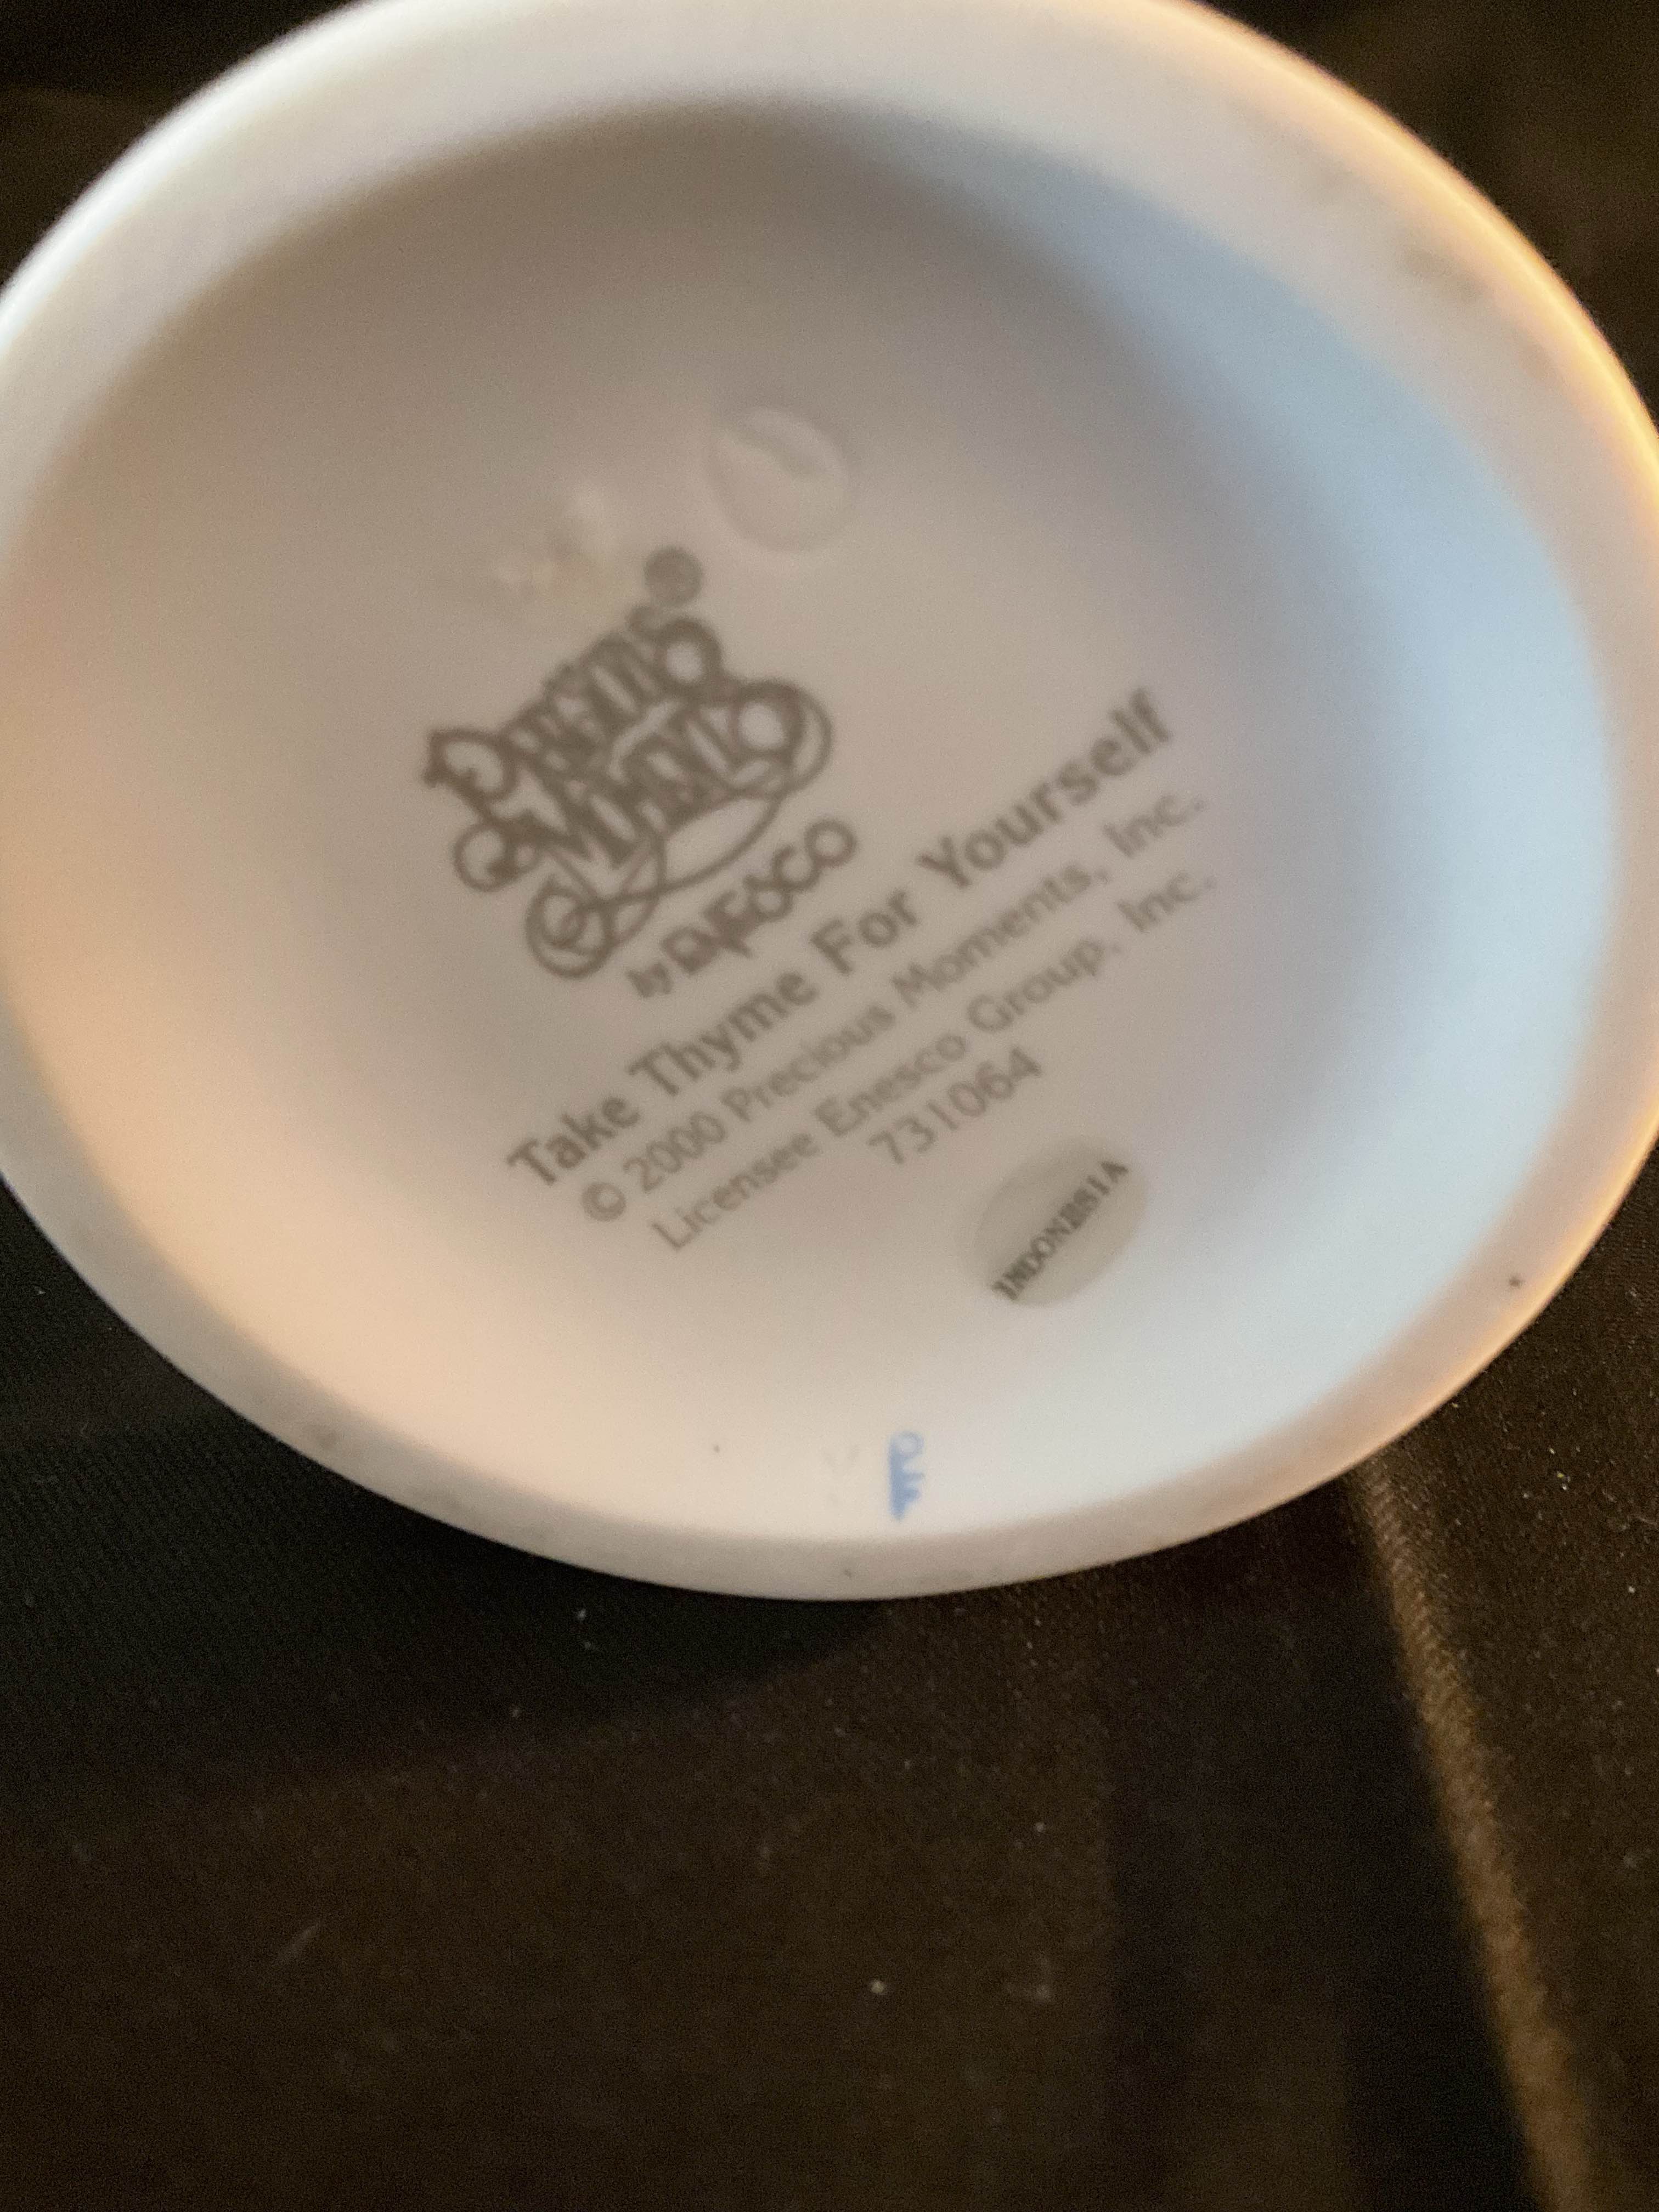 PRECIOUS
MOMENTS®
by ENESCO
Take Thyme For Yourself
© 2000 Precious Moments, Inc.
Licensee Enesco Group, Inc.
731064
INDONESIA